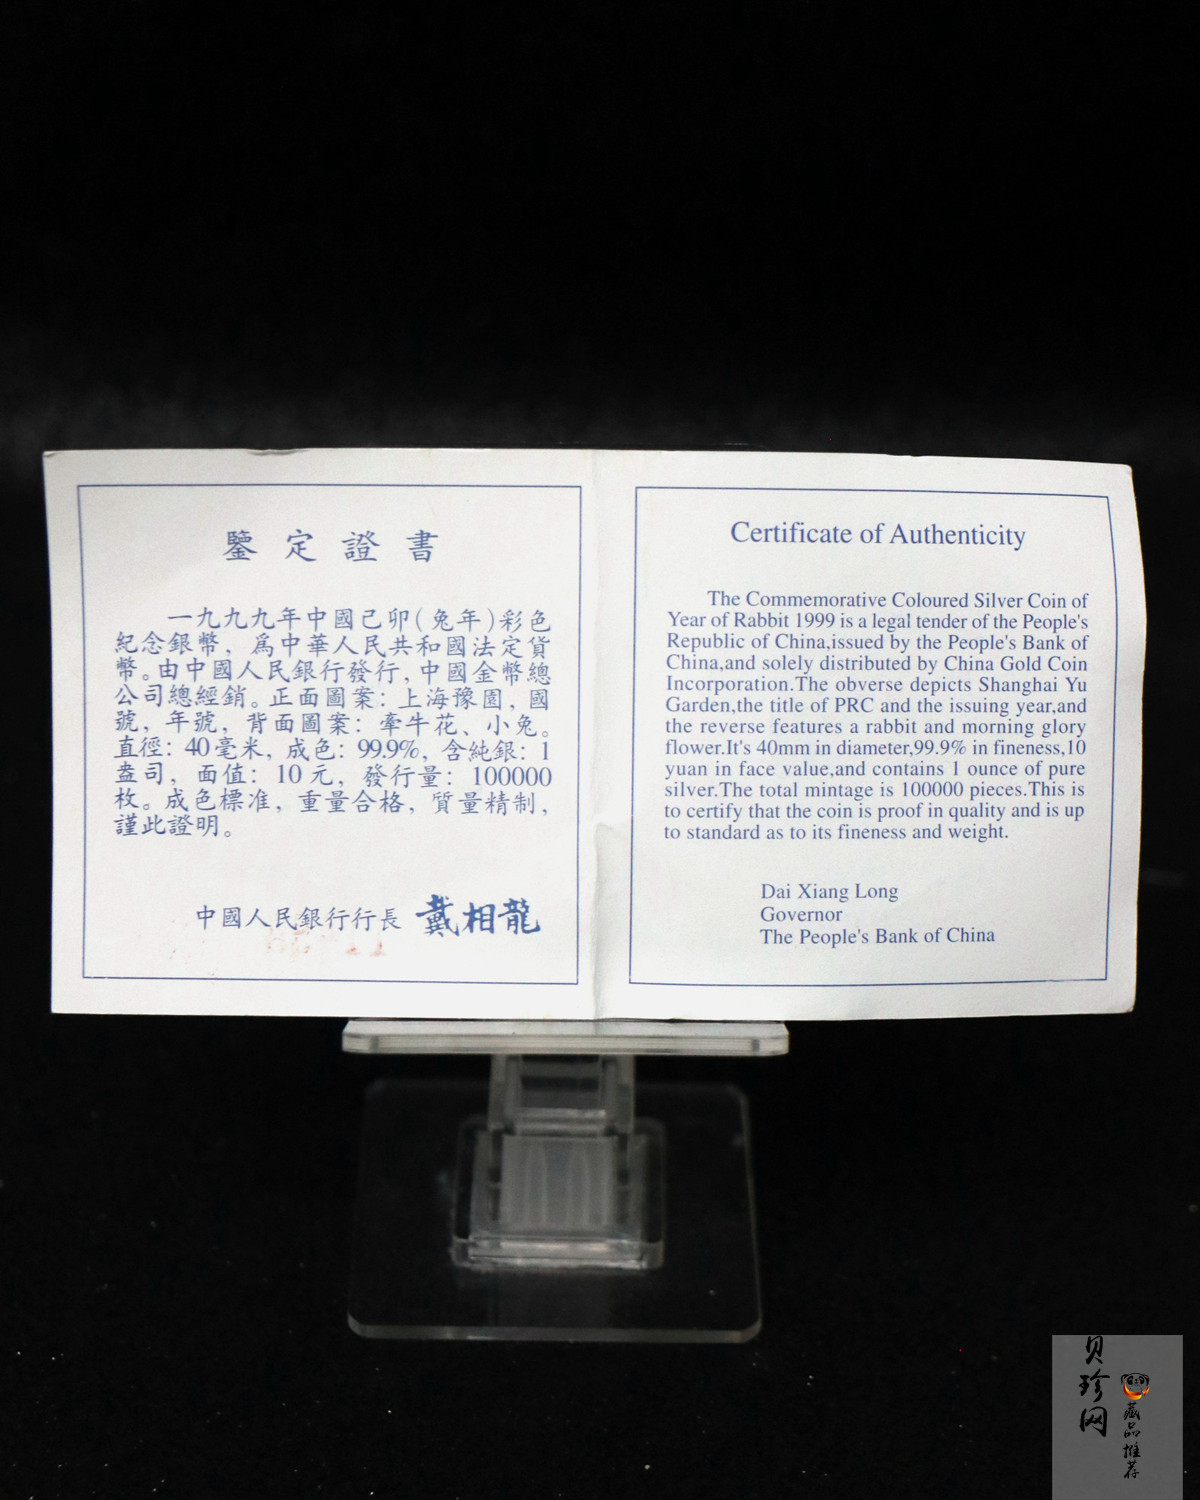 鑒定證書
一九九九年中國己卯(兔年)彩色
紀念銀幣，爲中華人民共和國法定貨
幣。由中國人民銀行發行，中國金幣總
公司總經銷。正面圖案：上海豫園，國
號，年號，背面圖案：牽牛花、小兔。
直徑：40毫米，成色：99.9%，含純銀：1
盎司，面值：10元，發行量：100000
枚。成色標准，重量合格，質量精制，
謹此證明。
中國人民銀行行長 戴相龍
Certificate of Authenticity
The Commemorative Coloured Silver Coin of
Year of Rabbit 1999 is a legal tender of the People's
Republic of China,issued by the People's Bank of
China,and solely distributed by China Gold Coin
Incorporation.The obverse depicts Shanghai Yu
Garden,the title of PRC and the issuing year,and
the reverse features a rabbit and morning glory
flower.It's 40mm in diameter,99.9% in fineness,10
yuan in face value,and contains 1 ounce of pure
silver.The total mintage is 100000 pieces.This is
to certify that the coin is proof in quality and is up
to standard as to its fineness and weight.
Dai Xiang Long
Governor
The People's Bank of China
贝珍网
藏品推荐